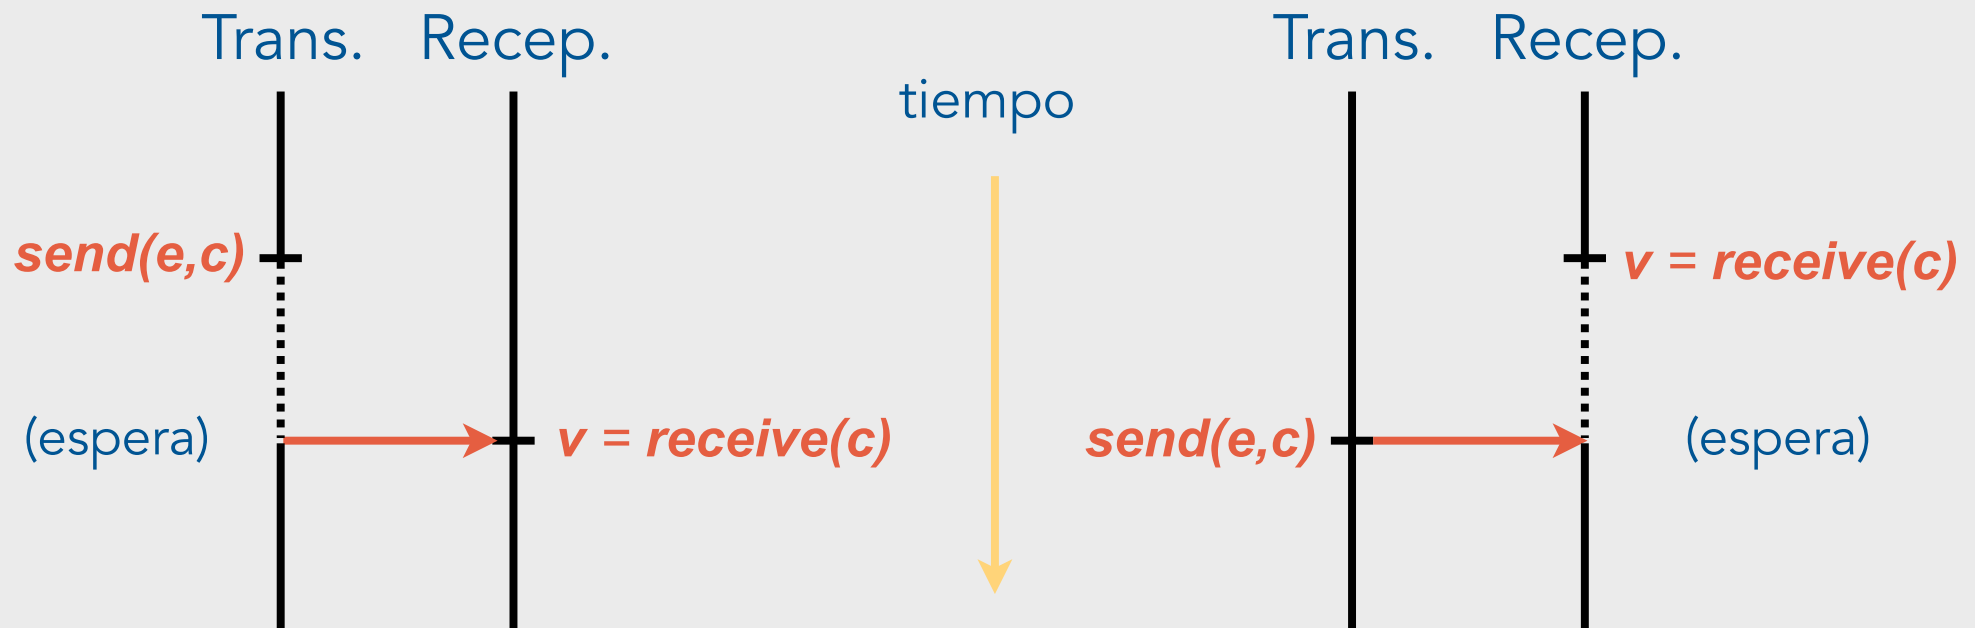 Trans. Recep.
send(e,c)
(espera)
v = receive(c)
tiempo
Trans. Recep.
v = receive(c)
send(e,c)
(espera)